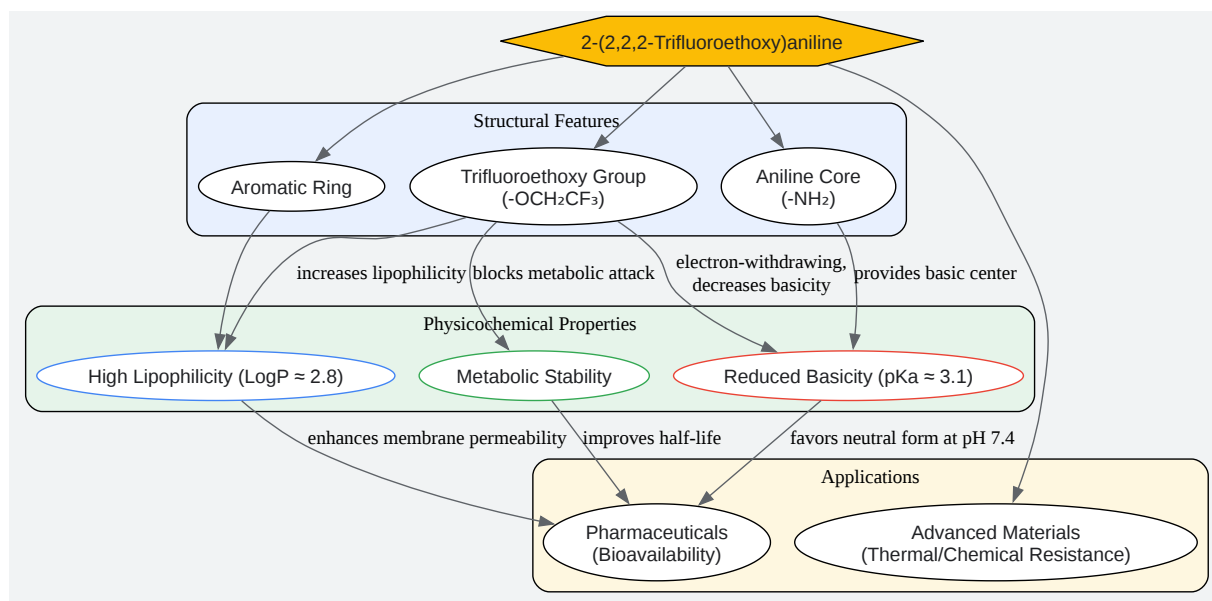 2-(2,2,2-Trifluoroethoxy)aniline
Structural Features
Aromatic Ring
Trifluoroethoxy Group
(-OCH₂CF₃)
Aniline Core
(-NH₂)
increases lipophilicity
blocks metabolic attack
electron-withdrawing,
decreases basicity
provides basic center
Physicochemical Properties
High Lipophilicity (LogP ≈ 2.8)
Metabolic Stability
Reduced Basicity (pKa ≈ 3.1)
enhances membrane permeability
improves half-life
favors neutral form at pH 7.4
Applications
Pharmaceuticals
(Bioavailability)
Advanced Materials
(Thermal/Chemical Resistance)